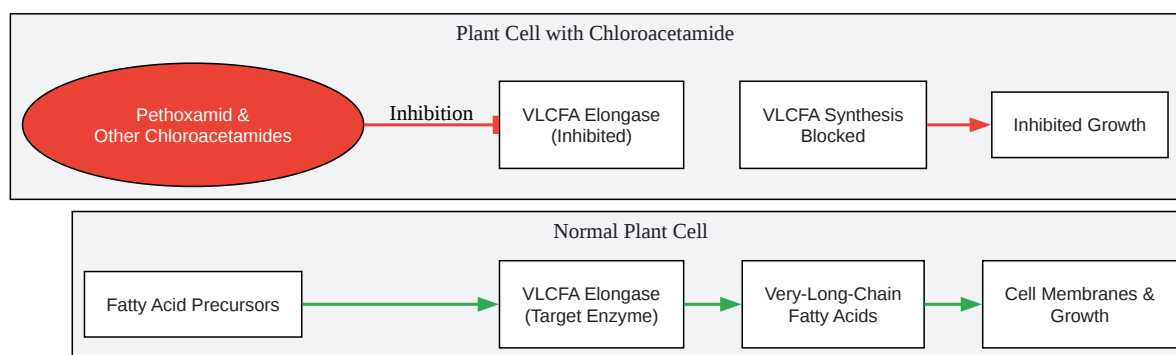 Plant Cell with Chloroacetamide
Pethoxamid &
Other Chloroacetamides
Inhibition
VLCFA Elongase
(Inhibited)
VLCFA Synthesis
Blocked
Inhibited Growth
Normal Plant Cell
Fatty Acid Precursors
VLCFA Elongase
(Target Enzyme)
Very-Long-Chain
Fatty Acids
Cell Membranes &
Growth